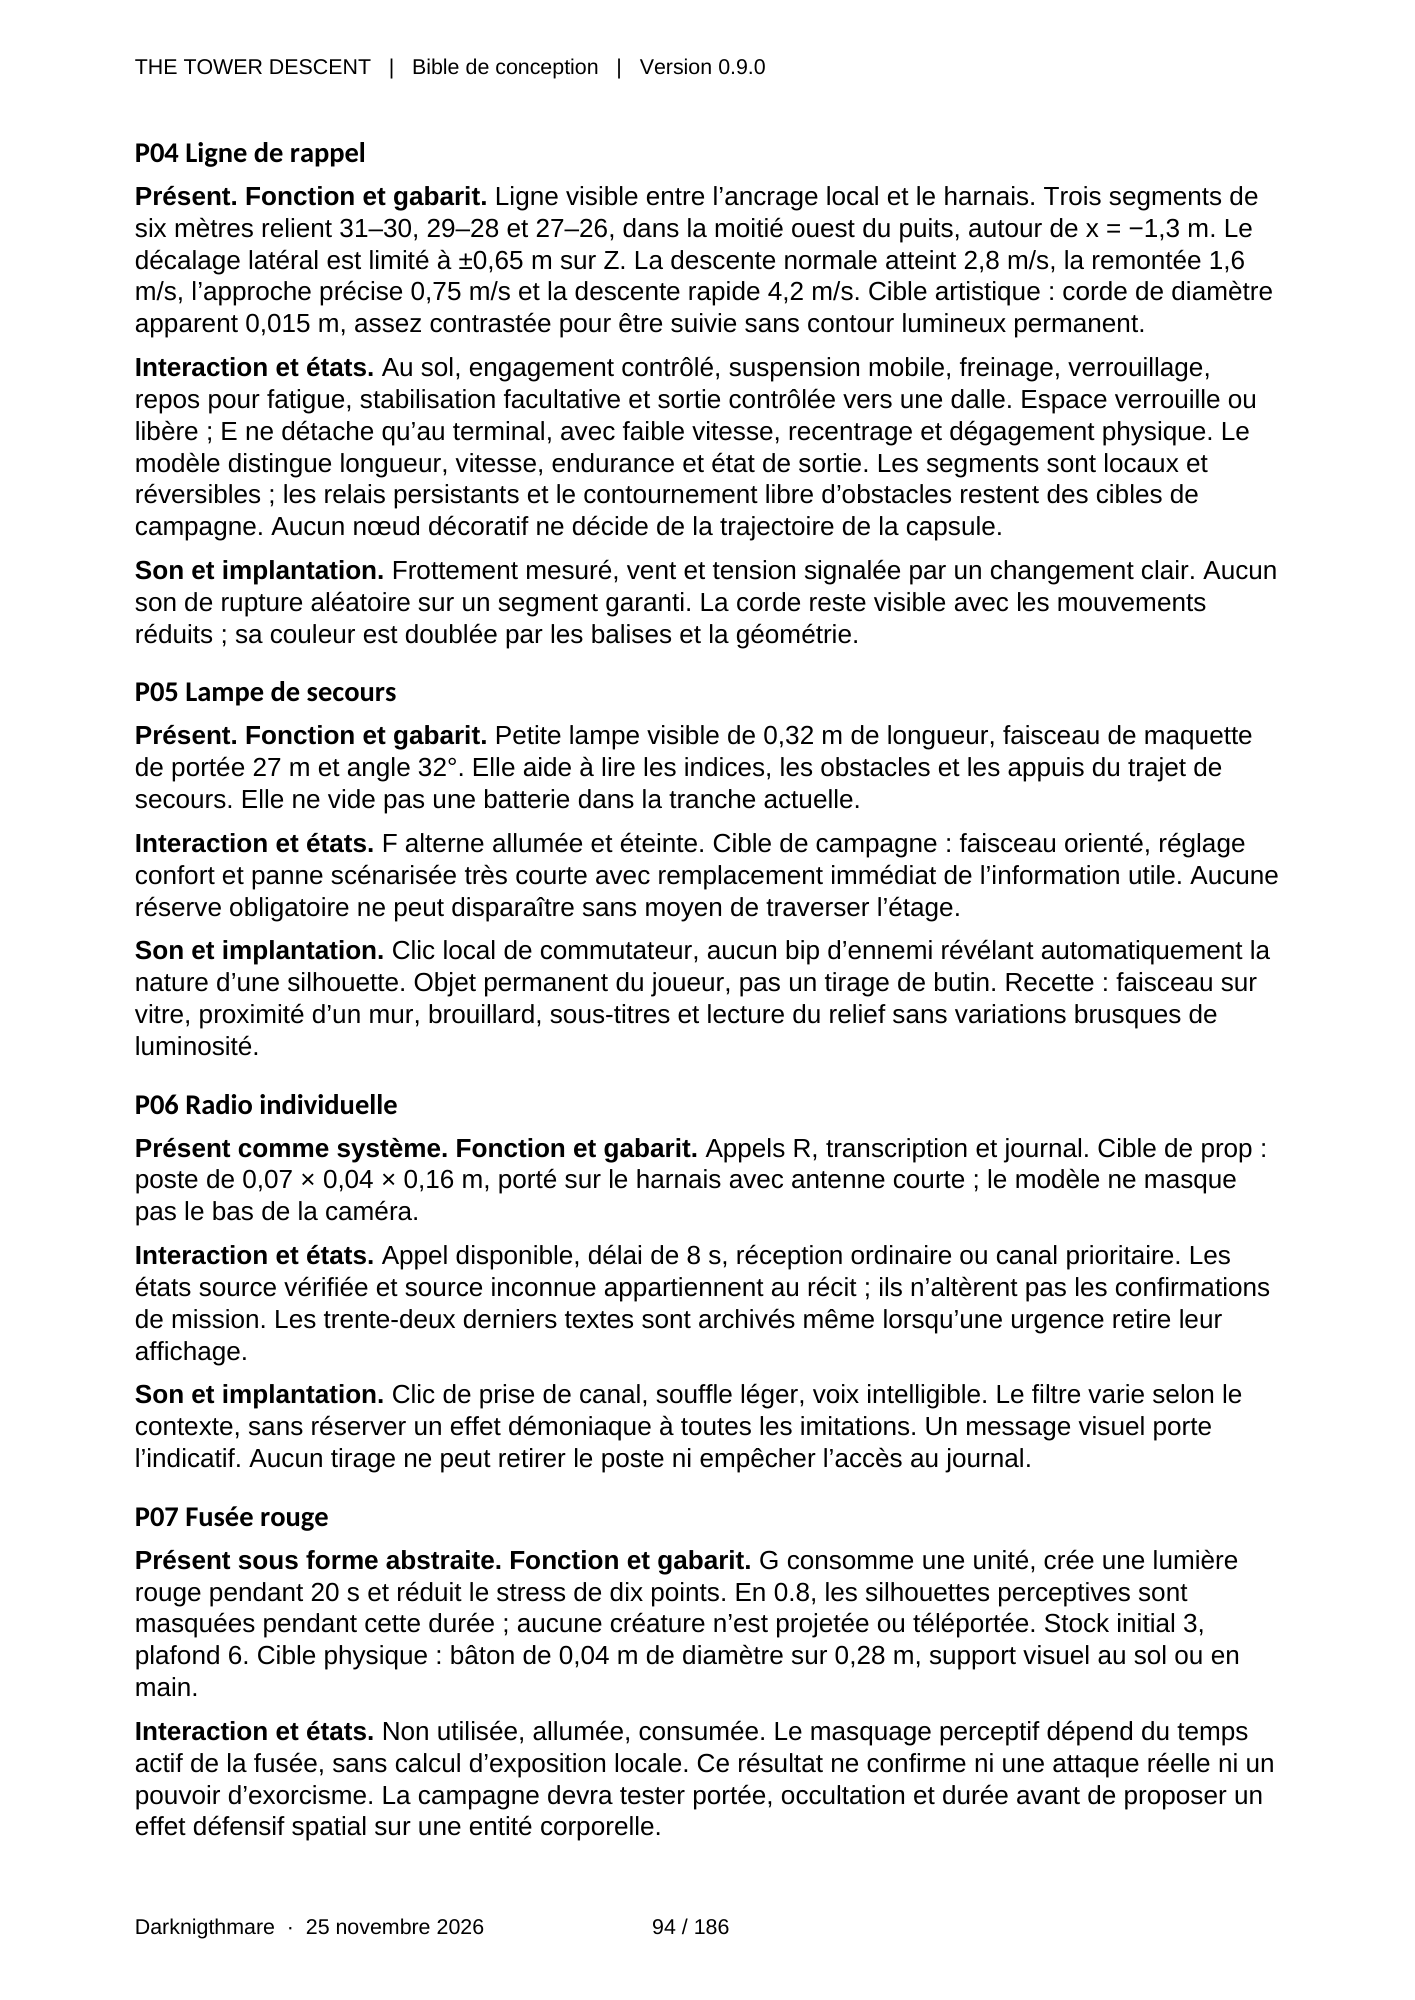 THE TOWER DESCENT | Bible de conception | Version 0.9.0
P04 Ligne de rappel
Présent. Fonction et gabarit. Ligne visible entre l’ancrage local et le harnais. Trois segments de
six mètres relient 31–30, 29–28 et 27–26, dans la moitié ouest du puits, autour de x = −1,3 m. Le
décalage latéral est limité à ±0,65 m sur Z. La descente normale atteint 2,8 m/s, la remontée 1,6
m/s, l’approche précise 0,75 m/s et la descente rapide 4,2 m/s. Cible artistique : corde de diamètre
apparent 0,015 m, assez contrastée pour être suivie sans contour lumineux permanent.
Interaction et états. Au sol, engagement contrôlé, suspension mobile, freinage, verrouillage,
repos pour fatigue, stabilisation facultative et sortie contrôlée vers une dalle. Espace verrouille ou
libère ; E ne détache qu’au terminal, avec faible vitesse, recentrage et dégagement physique. Le
modèle distingue longueur, vitesse, endurance et état de sortie. Les segments sont locaux et
réversibles ; les relais persistants et le contournement libre d’obstacles restent des cibles de
campagne. Aucun nœud décoratif ne décide de la trajectoire de la capsule.
Son et implantation. Frottement mesuré, vent et tension signalée par un changement clair. Aucun
son de rupture aléatoire sur un segment garanti. La corde reste visible avec les mouvements
réduits ; sa couleur est doublée par les balises et la géométrie.
P05 Lampe de secours
Présent. Fonction et gabarit. Petite lampe visible de 0,32 m de longueur, faisceau de maquette
de portée 27 m et angle 32°. Elle aide à lire les indices, les obstacles et les appuis du trajet de
secours. Elle ne vide pas une batterie dans la tranche actuelle.
Interaction et états. F alterne allumée et éteinte. Cible de campagne : faisceau orienté, réglage
confort et panne scénarisée très courte avec remplacement immédiat de l’information utile. Aucune
réserve obligatoire ne peut disparaître sans moyen de traverser l’étage.
Son et implantation. Clic local de commutateur, aucun bip d’ennemi révélant automatiquement la
nature d’une silhouette. Objet permanent du joueur, pas un tirage de butin. Recette : faisceau sur
vitre, proximité d’un mur, brouillard, sous-titres et lecture du relief sans variations brusques de
luminosité.
P06 Radio individuelle
Présent comme système. Fonction et gabarit. Appels R, transcription et journal. Cible de prop :
poste de 0,07 × 0,04 × 0,16 m, porté sur le harnais avec antenne courte ; le modèle ne masque
pas le bas de la caméra.
Interaction et états. Appel disponible, délai de 8 s, réception ordinaire ou canal prioritaire. Les
états source vérifiée et source inconnue appartiennent au récit ; ils n’altèrent pas les confirmations
de mission. Les trente-deux derniers textes sont archivés même lorsqu’une urgence retire leur
affichage.
Son et implantation. Clic de prise de canal, souffle léger, voix intelligible. Le filtre varie selon le
contexte, sans réserver un effet démoniaque à toutes les imitations. Un message visuel porte
l’indicatif. Aucun tirage ne peut retirer le poste ni empêcher l’accès au journal.
P07 Fusée rouge
Présent sous forme abstraite. Fonction et gabarit. G consomme une unité, crée une lumière
rouge pendant 20 s et réduit le stress de dix points. En 0.8, les silhouettes perceptives sont
masquées pendant cette durée ; aucune créature n’est projetée ou téléportée. Stock initial 3,
plafond 6. Cible physique : bâton de 0,04 m de diamètre sur 0,28 m, support visuel au sol ou en
main.
Interaction et états. Non utilisée, allumée, consumée. Le masquage perceptif dépend du temps
actif de la fusée, sans calcul d’exposition locale. Ce résultat ne confirme ni une attaque réelle ni un
pouvoir d’exorcisme. La campagne devra tester portée, occultation et durée avant de proposer un
effet défensif spatial sur une entité corporelle.
Darknigthmare · 25 novembre 2026 94 / 186